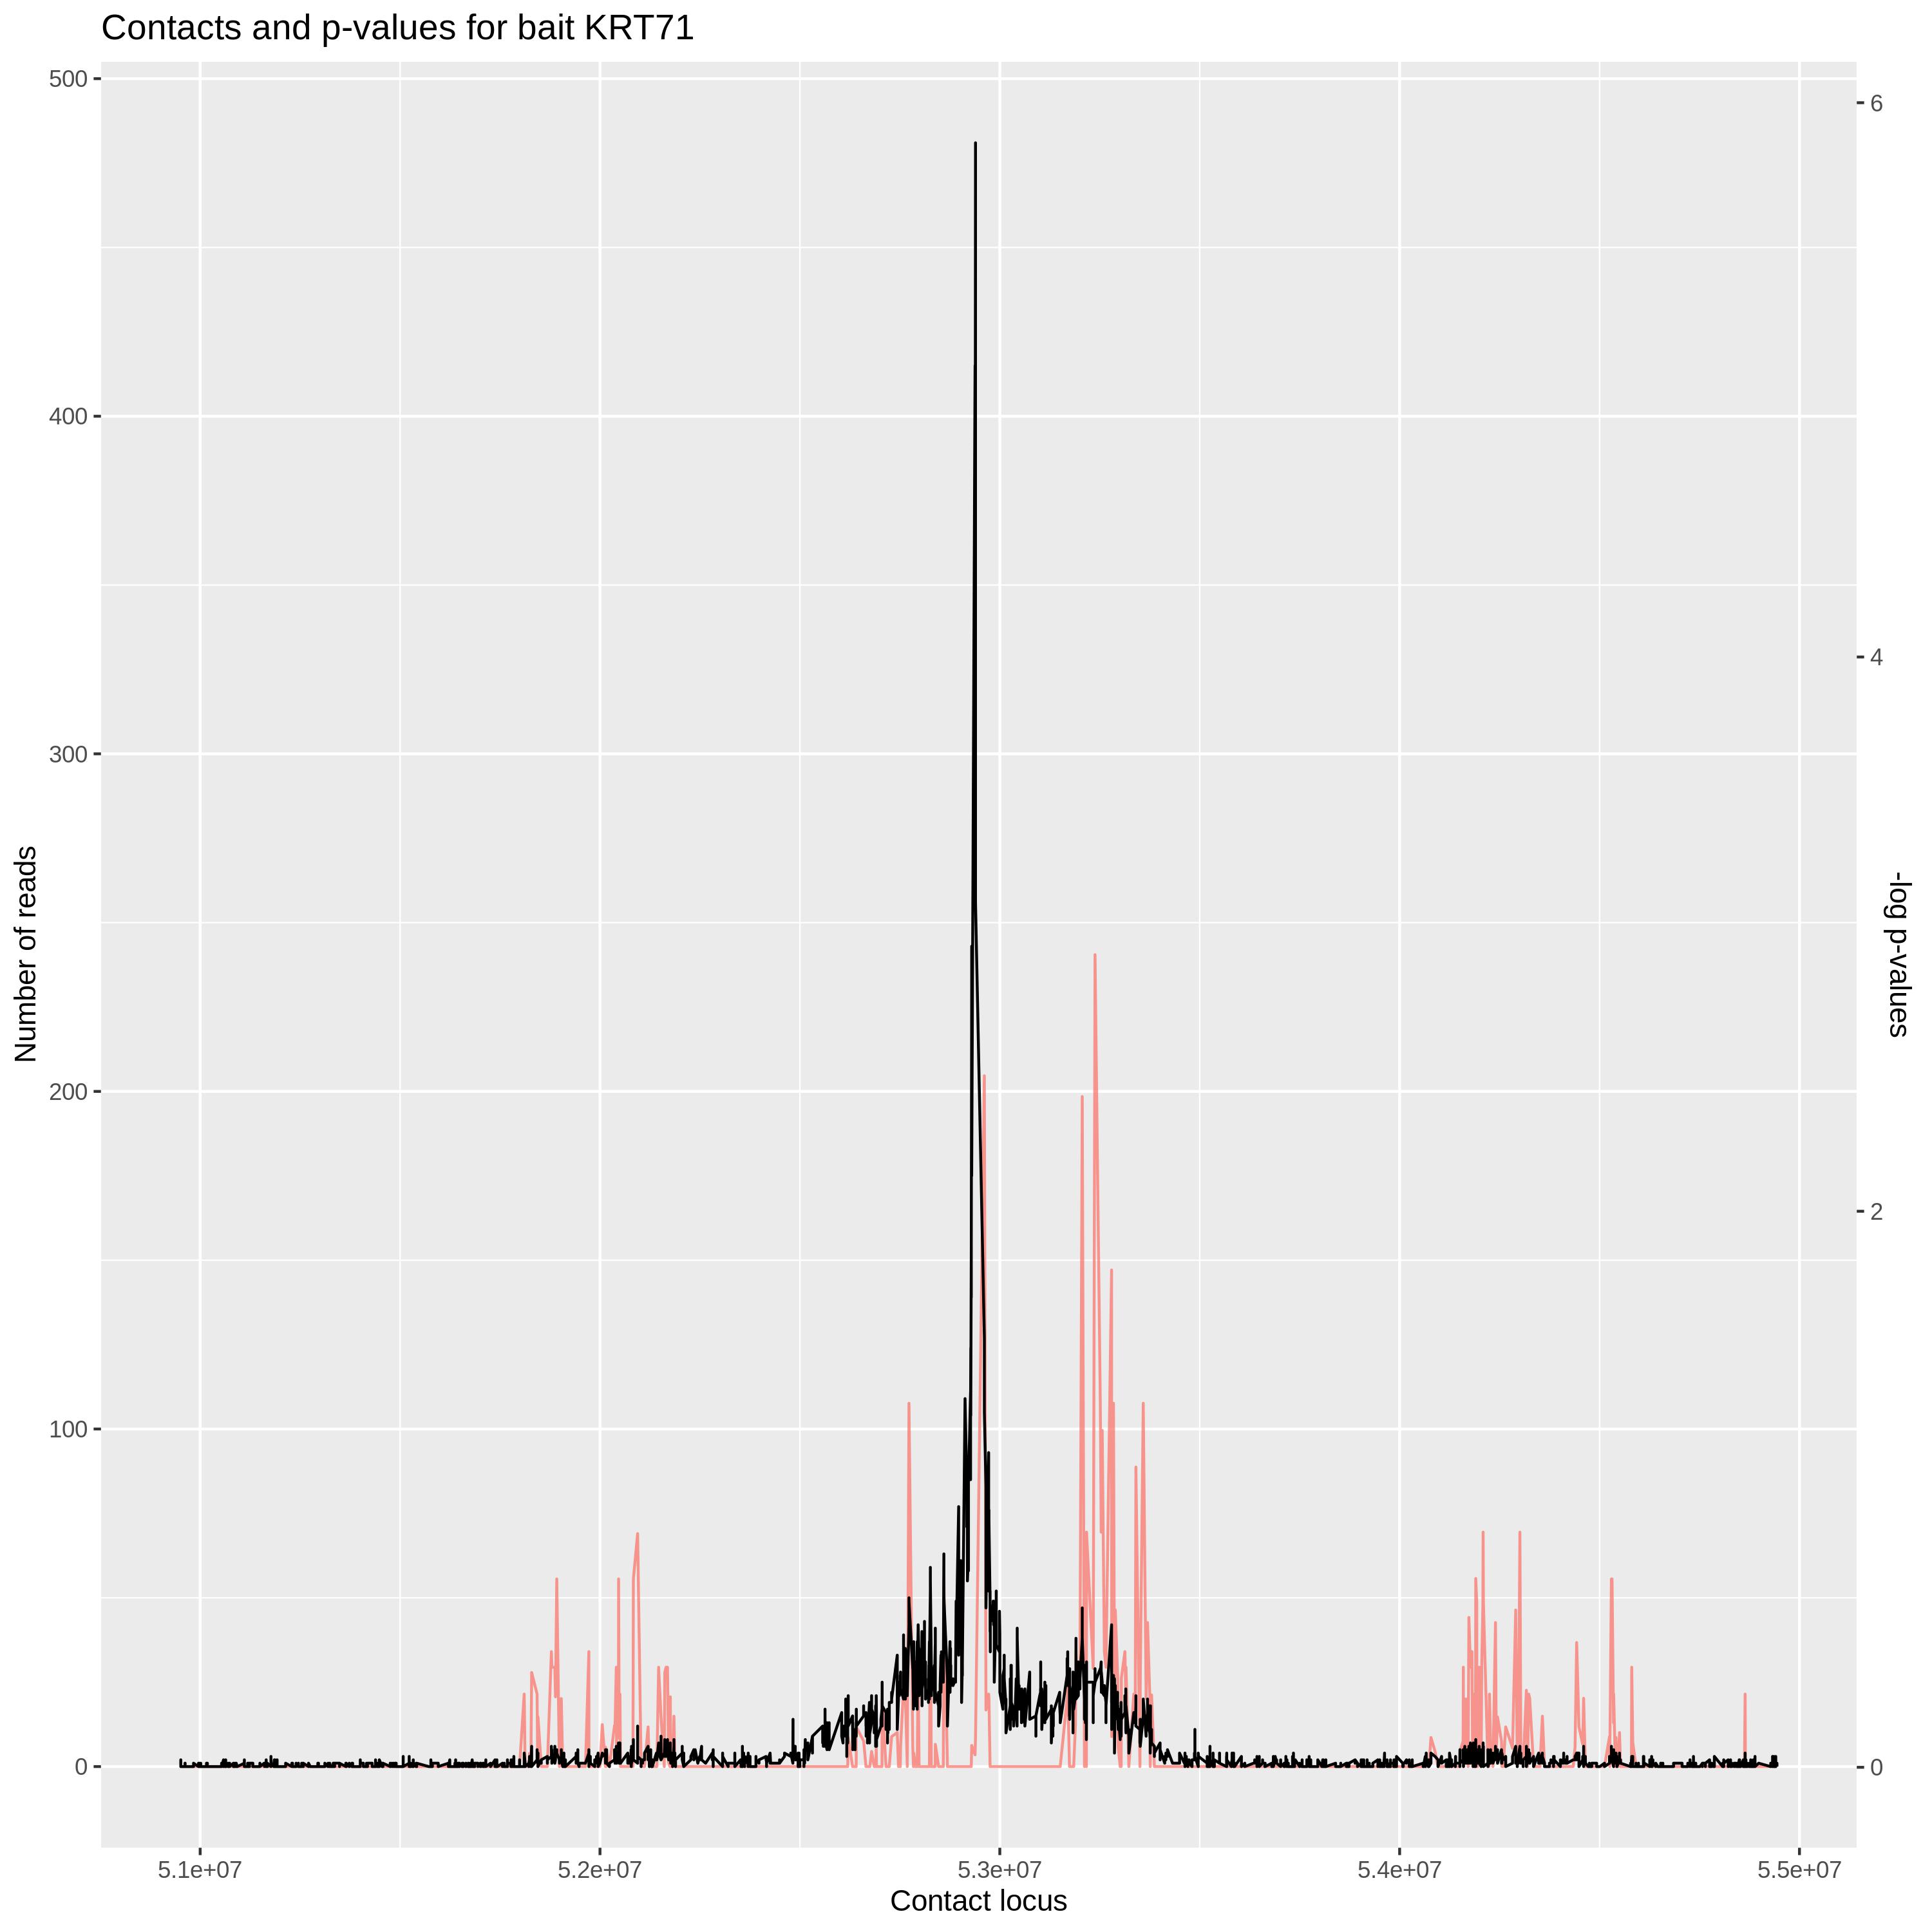 Contacts and p-values for bait KRT71
500
400
300
200
100
0
Number of reads
6
4
2
0
-log p-values
5.1e+07
5.2e+07
5.3e+07
5.4e+07
5.5e+07
Contact locus